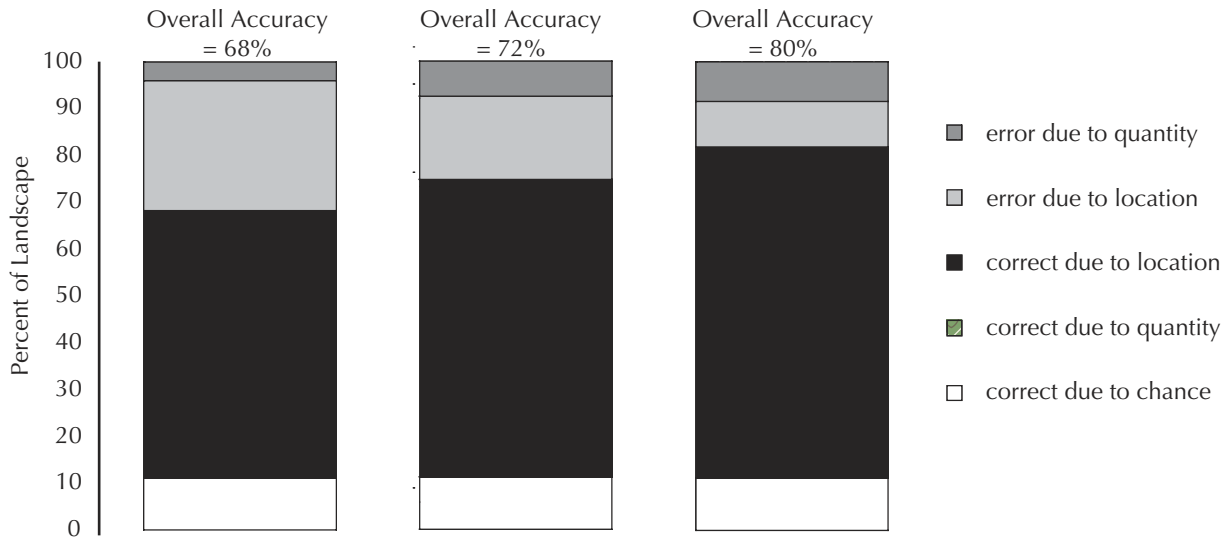 Overall Accuracy
= 68%
Overall Accuracy
= 72%
Overall Accuracy
= 80%
Percent of Landscape
100
90
80
70
60
50
40
30
20
10
0
error due to quantity
error due to location
correct due to location
correct due to quantity
correct due to chance